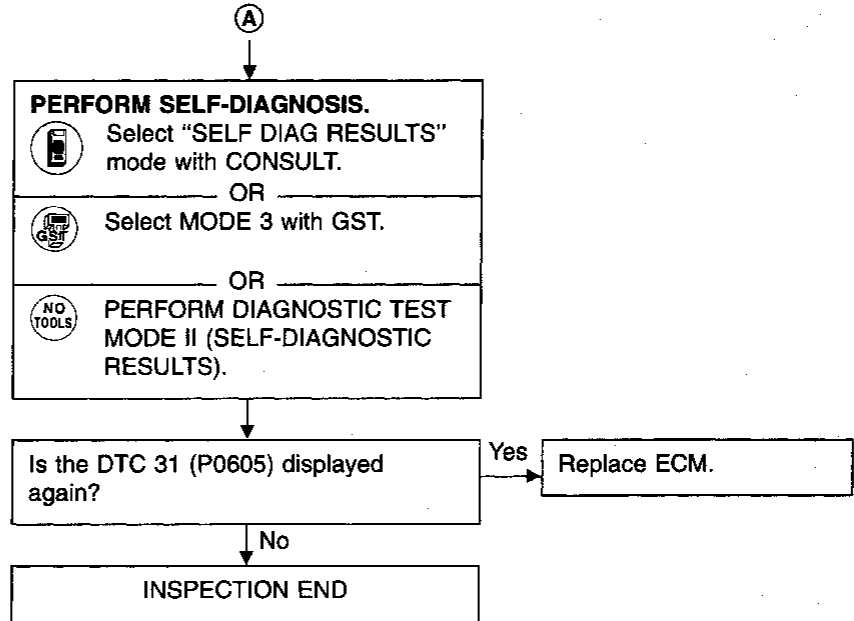 A
PERFORM SELF-DIAGNOSIS.
Select “SELF DIAG RESULTS”
mode with CONSULT.
OR
GST
Select MODE 3 with GST.
OR
NO
TOOLS
PERFORM DIAGNOSTIC TEST
MODE II (SELF-DIAGNOSTIC
RESULTS).
Is the DTC 31 (P0605) displayed
again?
Yes
Replace ECM.
No
INSPECTION END